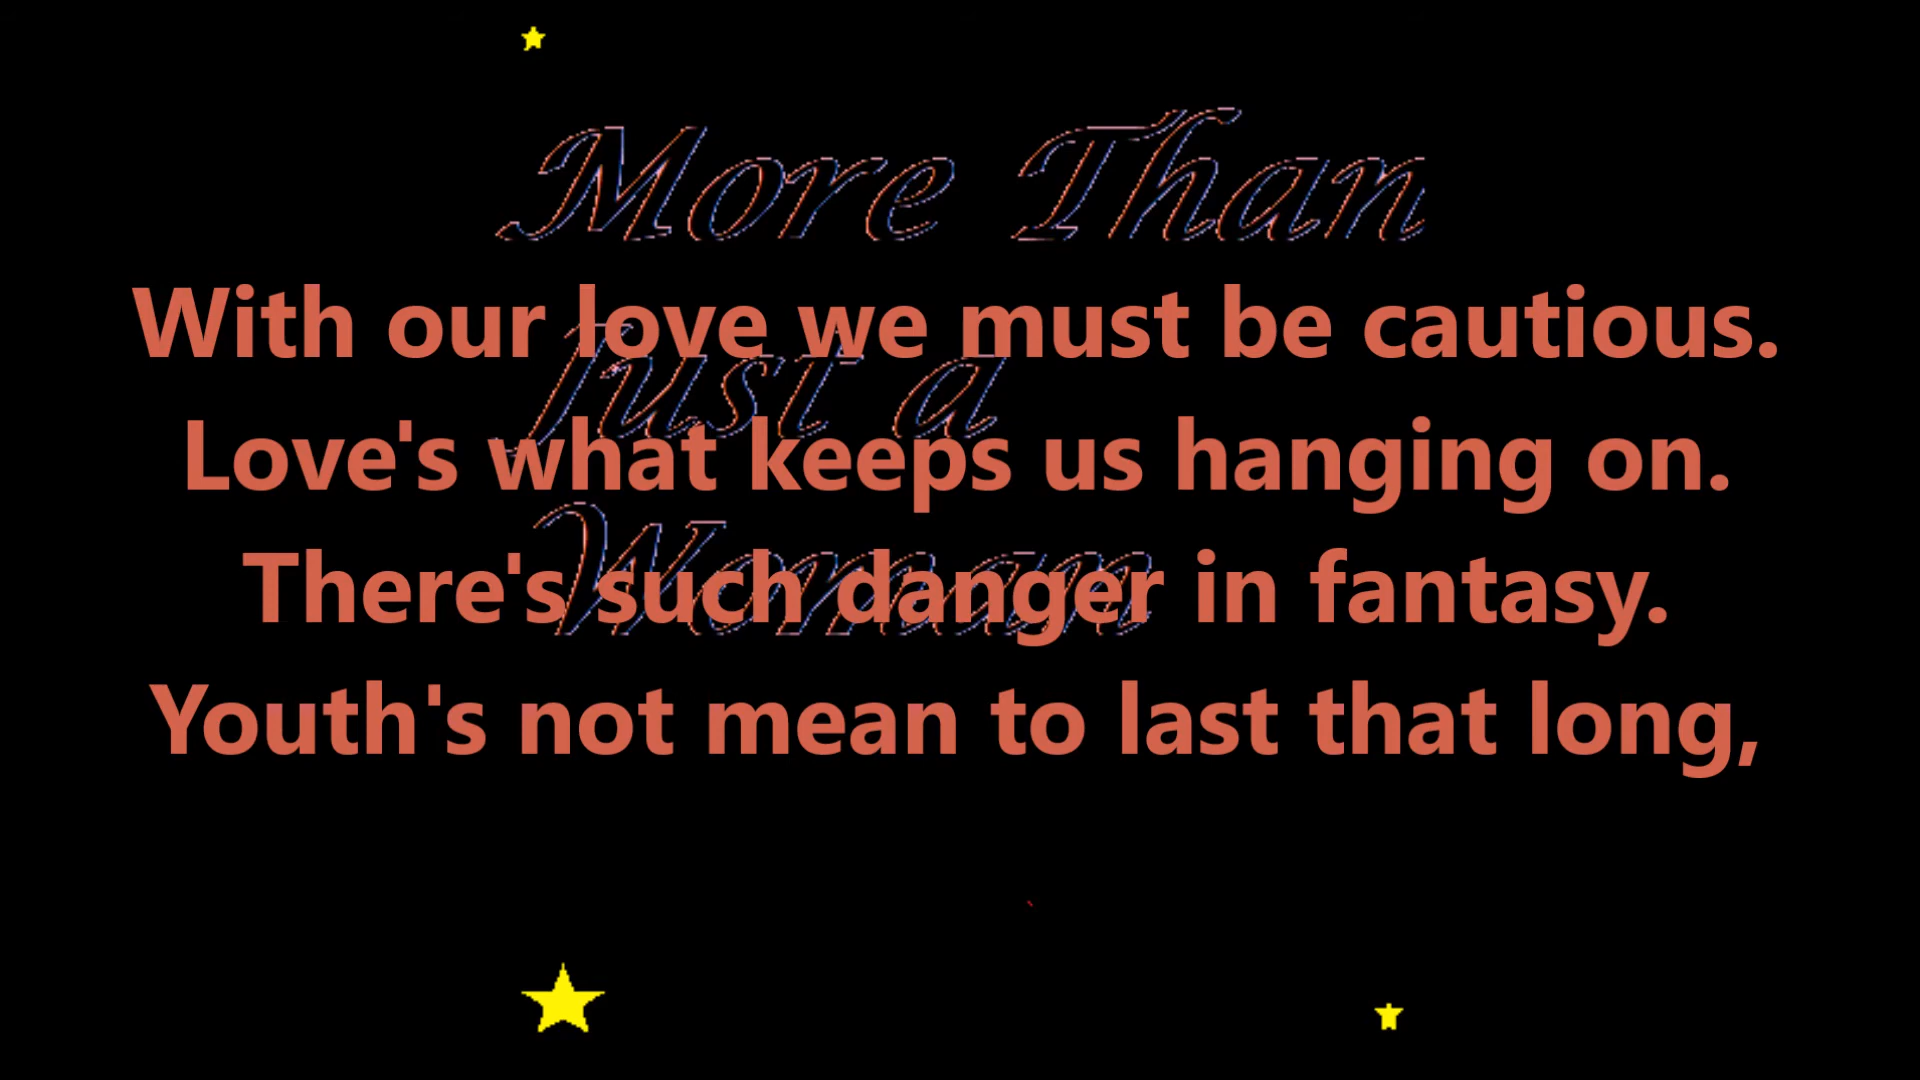 More Than
With our love we must be cautious.
Just a
Love's what keeps us hanging on.
Woman
There's such danger in fantasy.
Youth's not mean to last that long,